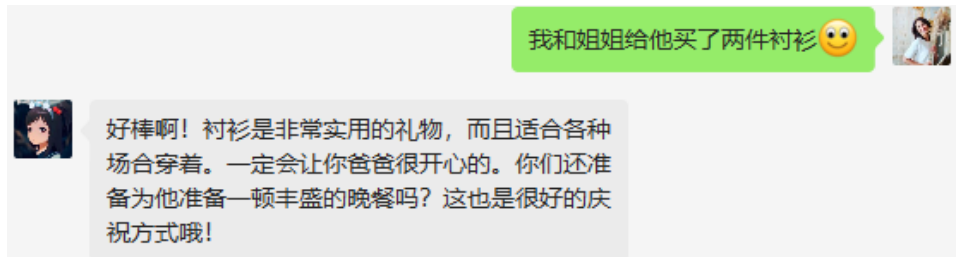 我和姐姐给他买了两件衬衫🙂
好棒啊！衬衫是非常实用的礼物，而且适合各种
场合穿着。一定会让你爸爸很开心的。你们还准
备为他准备一顿丰盛的晚餐吗？这也是很好的庆
祝方式哦！